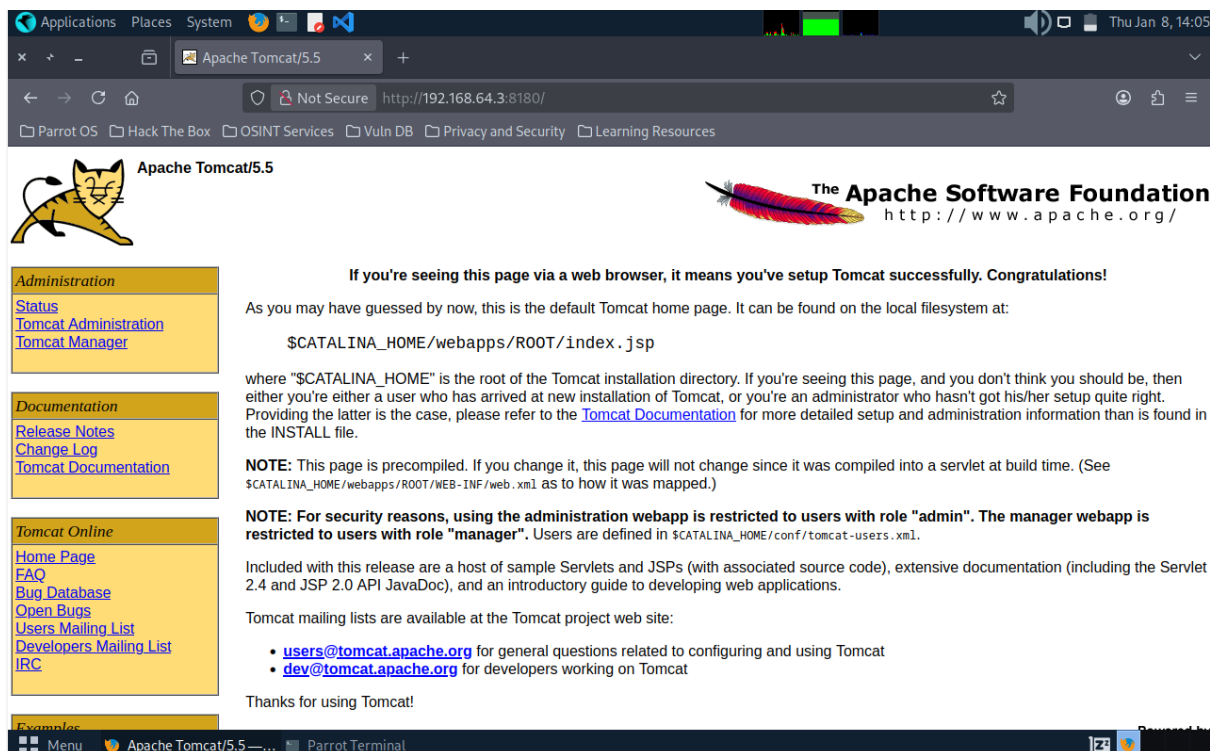 Applications Places System Thu Jan 8, 14:05
Apache Tomcat/5.5
Not Secure http://192.168.64.3:8180/
Parrot OS Hack The Box OSINT Services Vuln DB Privacy and Security Learning Resources
Apache Tomcat/5.5
The Apache Software Foundation
http://www.apache.org/
Administration
Status
Tomcat Administration
Tomcat Manager
Documentation
Release Notes
Change Log
Tomcat Documentation
Tomcat Online
Home Page
FAQ
Bug Database
Open Bugs
Users Mailing List
Developers Mailing List
IRC
Examples
If you're seeing this page via a web browser, it means you've setup Tomcat successfully. Congratulations!
As you may have guessed by now, this is the default Tomcat home page. It can be found on the local filesystem at:
$CATALINA_HOME/webapps/ROOT/index.jsp
where "$CATALINA_HOME" is the root of the Tomcat installation directory. If you're seeing this page, and you don't think you should be, then
either you're either a user who has arrived at new installation of Tomcat, or you're an administrator who hasn't got his/her setup quite right.
Providing the latter is the case, please refer to the Tomcat Documentation for more detailed setup and administration information than is found in
the INSTALL file.
NOTE: This page is precompiled. If you change it, this page will not change since it was compiled into a servlet at build time. (See
$CATALINA_HOME/webapps/ROOT/WEB-INF/web.xml as to how it was mapped.)
NOTE: For security reasons, using the administration webapp is restricted to users with role "admin". The manager webapp is
restricted to users with role "manager". Users are defined in $CATALINA_HOME/conf/tomcat-users.xml.
Included with this release are a host of sample Servlets and JSPs (with associated source code), extensive documentation (including the Servlet
2.4 and JSP 2.0 API JavaDoc), and an introductory guide to developing web applications.
Tomcat mailing lists are available at the Tomcat project web site:
users@tomcat.apache.org for general questions related to configuring and using Tomcat
dev@tomcat.apache.org for developers working on Tomcat
Thanks for using Tomcat!
Powered by
Menu Apache Tomcat/5.5 —... Parrot Terminal